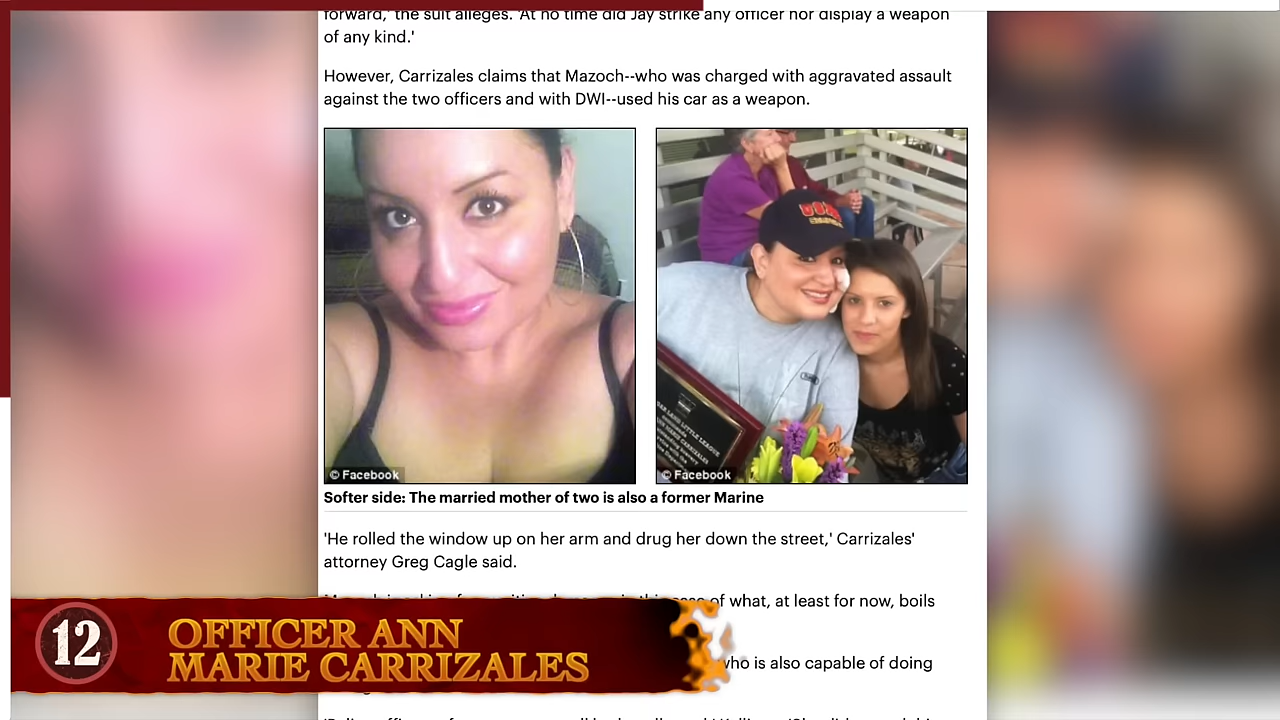 forward,' the suit alleges. 'At no time did Jay strike any officer nor display a weapon
of any kind.'
However, Carrizales claims that Mazoch--who was charged with aggravated assault
against the two officers and with DWI--used his car as a weapon.
© Facebook
© Facebook
Softer side: The married mother of two is also a former Marine
'He rolled the window up on her arm and drug her down the street,' Carrizales'
attorney Greg Cagle said.
of what, at least for now, boils
who is also capable of doing
12
OFFICER ANN
MARIE CARRIZALES